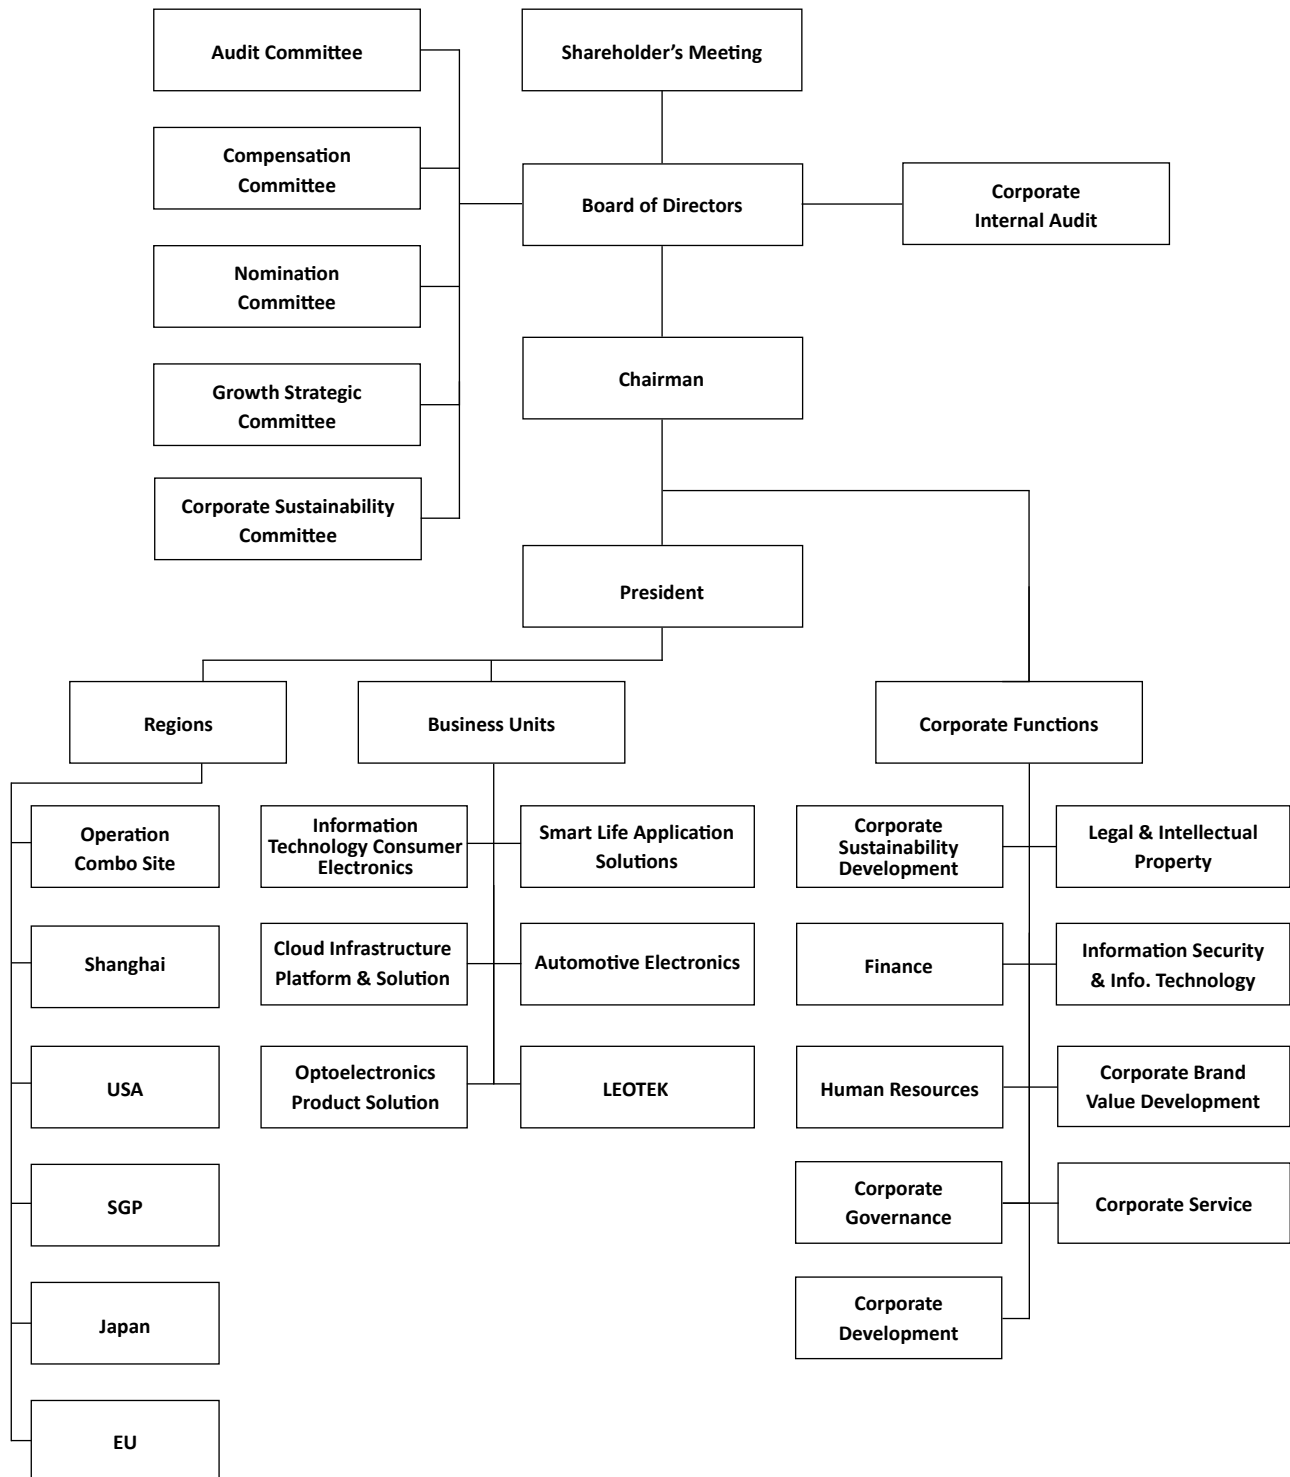 Audit Committee
Shareholder's Meeting
Compensation
Committee
Board of Directors
Corporate
Internal Audit
Nomination
Committee
Chairman
Growth Strategic
Committee
Corporate Sustainability
Committee
President
Regions
Business Units
Corporate Functions
Operation
Combo Site
Information
Technology Consumer
Electronics
Smart Life Application
Solutions
Corporate
Sustainability
Development
Legal & Intellectual
Property
Shanghai
Cloud Infrastructure
Platform & Solution
Automotive Electronics
Finance
Information Security
& Info. Technology
USA
Optoelectronics
Product Solution
LEOTEK
Human Resources
Corporate Brand
Value Development
SGP
Corporate
Governance
Corporate Service
Japan
Corporate
Development
EU